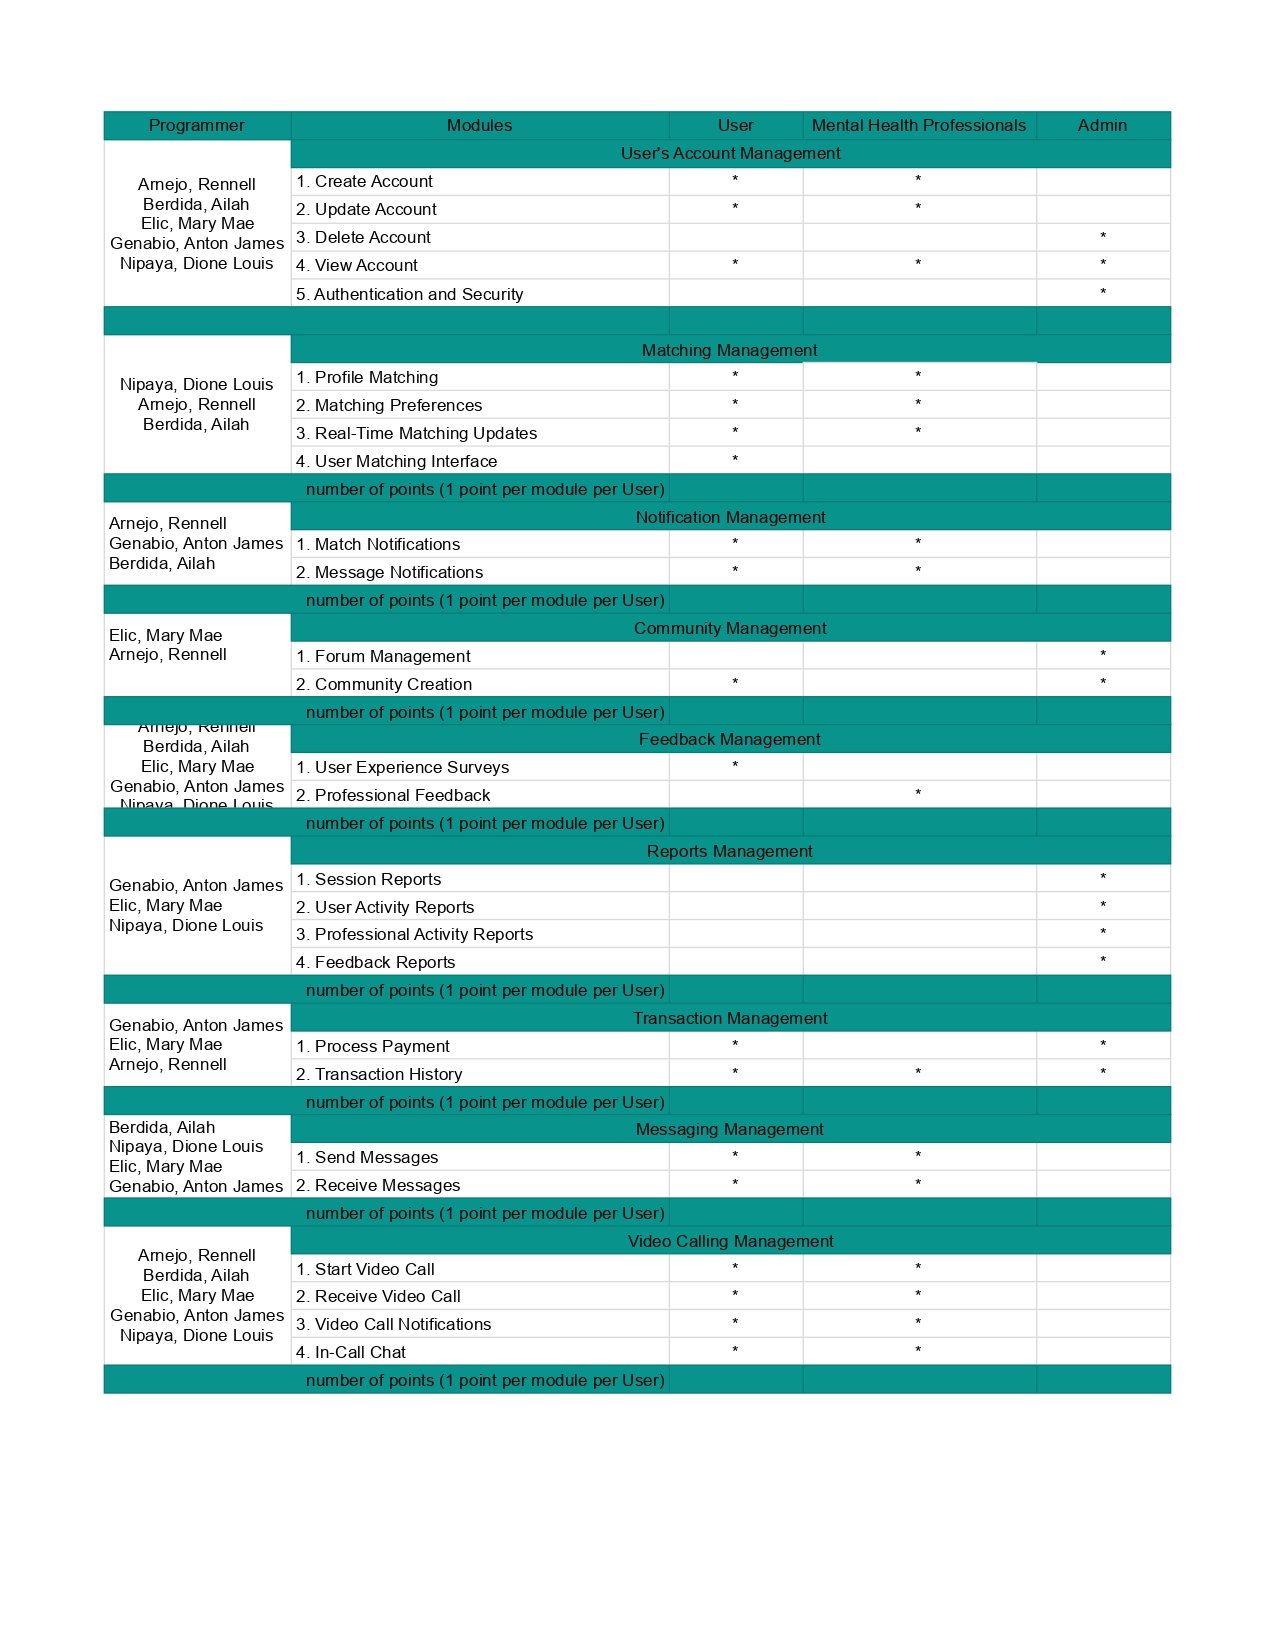 Programmer Modules User Mental Health Professionals Admin
User's Account Management
Arnejo, Rennell
Berdida, Ailah
Elic, Mary Mae
Genabio, Anton James
Nipaya, Dione Louis
1. Create Account * *
2. Update Account * *
3. Delete Account *
4. View Account * * *
5. Authentication and Security *
Matching Management
Nipaya, Dione Louis
Arnejo, Rennell
Berdida, Ailah
1. Profile Matching * *
2. Matching Preferences * *
3. Real-Time Matching Updates * *
4. User Matching Interface *
number of points (1 point per module per User)
Notification Management
Arnejo, Rennell
Genabio, Anton James
Berdida, Ailah
1. Match Notifications * *
2. Message Notifications * *
number of points (1 point per module per User)
Community Management
Elic, Mary Mae
Arnejo, Rennell
1. Forum Management *
2. Community Creation * *
number of points (1 point per module per User)
Feedback Management
Arnejo, Rennell
Berdida, Ailah
Elic, Mary Mae
Genabio, Anton James
Nipaya, Dione Louis
1. User Experience Surveys *
2. Professional Feedback *
number of points (1 point per module per User)
Reports Management
Genabio, Anton James
Elic, Mary Mae
Nipaya, Dione Louis
1. Session Reports *
2. User Activity Reports *
3. Professional Activity Reports *
4. Feedback Reports *
number of points (1 point per module per User)
Transaction Management
Genabio, Anton James
Elic, Mary Mae
Arnejo, Rennell
1. Process Payment * *
2. Transaction History * * *
number of points (1 point per module per User)
Messaging Management
Berdida, Ailah
Nipaya, Dione Louis
Elic, Mary Mae
Genabio, Anton James
1. Send Messages * *
2. Receive Messages * *
number of points (1 point per module per User)
Video Calling Management
Arnejo, Rennell
Berdida, Ailah
Elic, Mary Mae
Genabio, Anton James
Nipaya, Dione Louis
1. Start Video Call * *
2. Receive Video Call * *
3. Video Call Notifications * *
4. In-Call Chat * *
number of points (1 point per module per User)